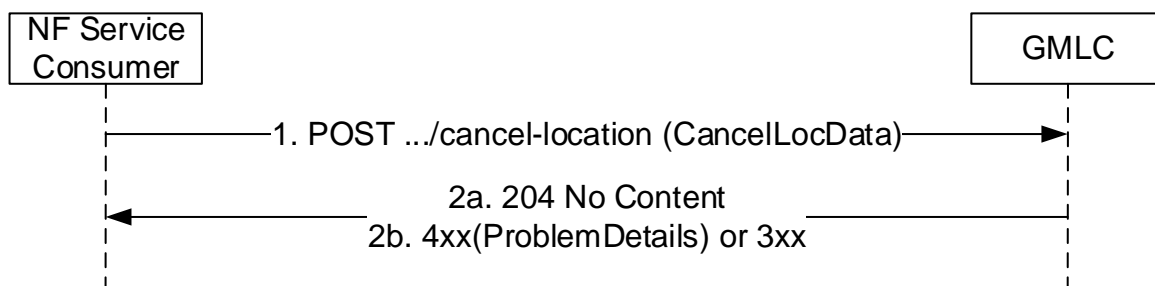 NF Service
Consumer
GMLC
1. POST .../cancel-location (CancelLocData)
2a. 204 No Content
2b. 4xx(ProblemDetails) or 3xx